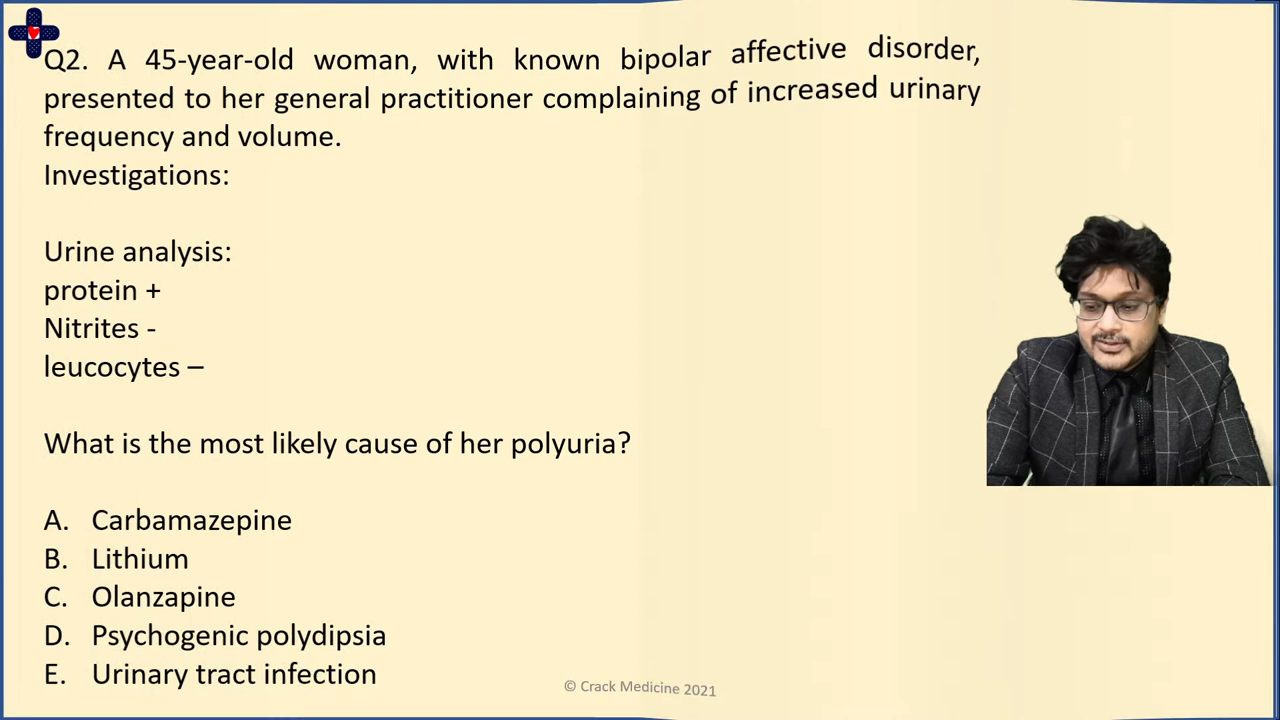 Q2. A 45-year-old woman, with known bipolar affective disorder,
presented to her general practitioner complaining of increased urinary
frequency and volume.
Investigations:
Urine analysis:
protein +
Nitrites -
leucocytes –
What is the most likely cause of her polyuria?
A. Carbamazepine
B. Lithium
C. Olanzapine
D. Psychogenic polydipsia
E. Urinary tract infection
© Crack Medicine 2021